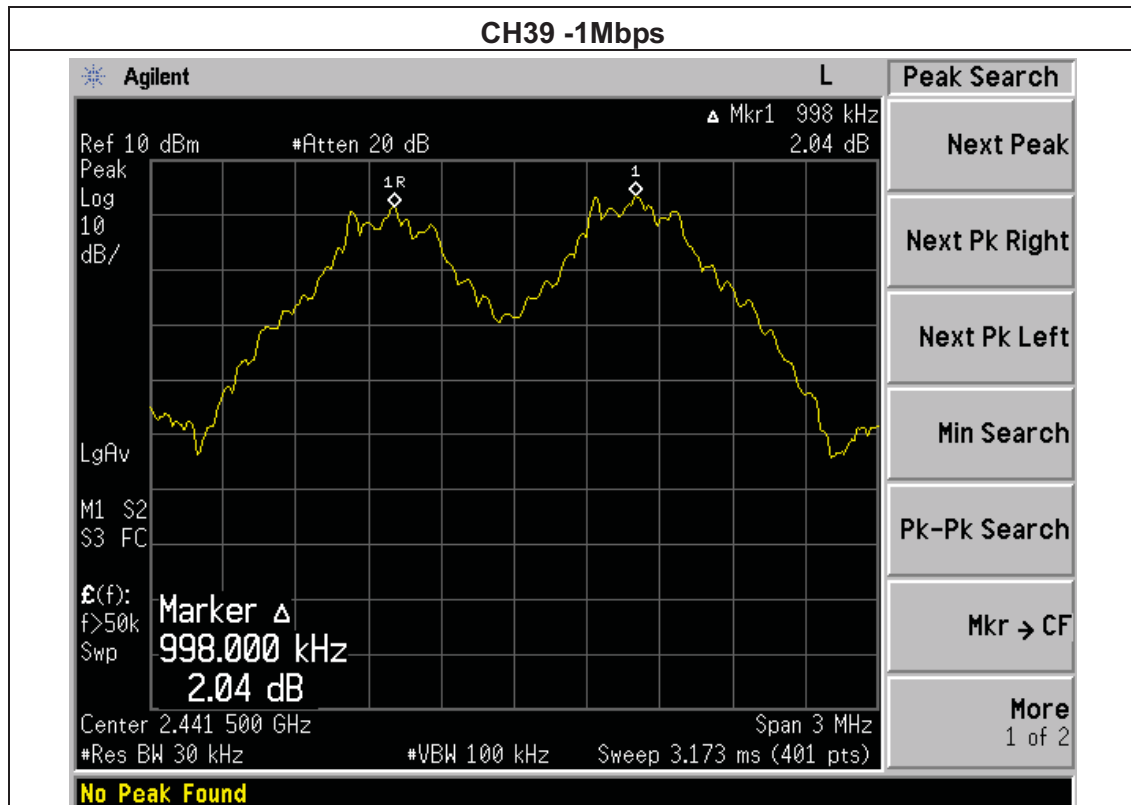 CH39 -1Mbps
Agilent L Peak Search
Δ Mkr1 998 kHz
Ref 10 dBm #Atten 20 dB 2.04 dB
Peak
Log
10
dB/
1R
1
LgAv
M1 S2
S3 FC
£(f):
f>50k
Swp
Marker Δ
998.000 kHz
2.04 dB
Center 2.441 500 GHz Span 3 MHz
#Res BW 30 kHz #VBW 100 kHz Sweep 3.173 ms (401 pts)
Next Peak
Next Pk Right
Next Pk Left
Min Search
Pk-Pk Search
Mkr → CF
More
1 of 2
No Peak Found